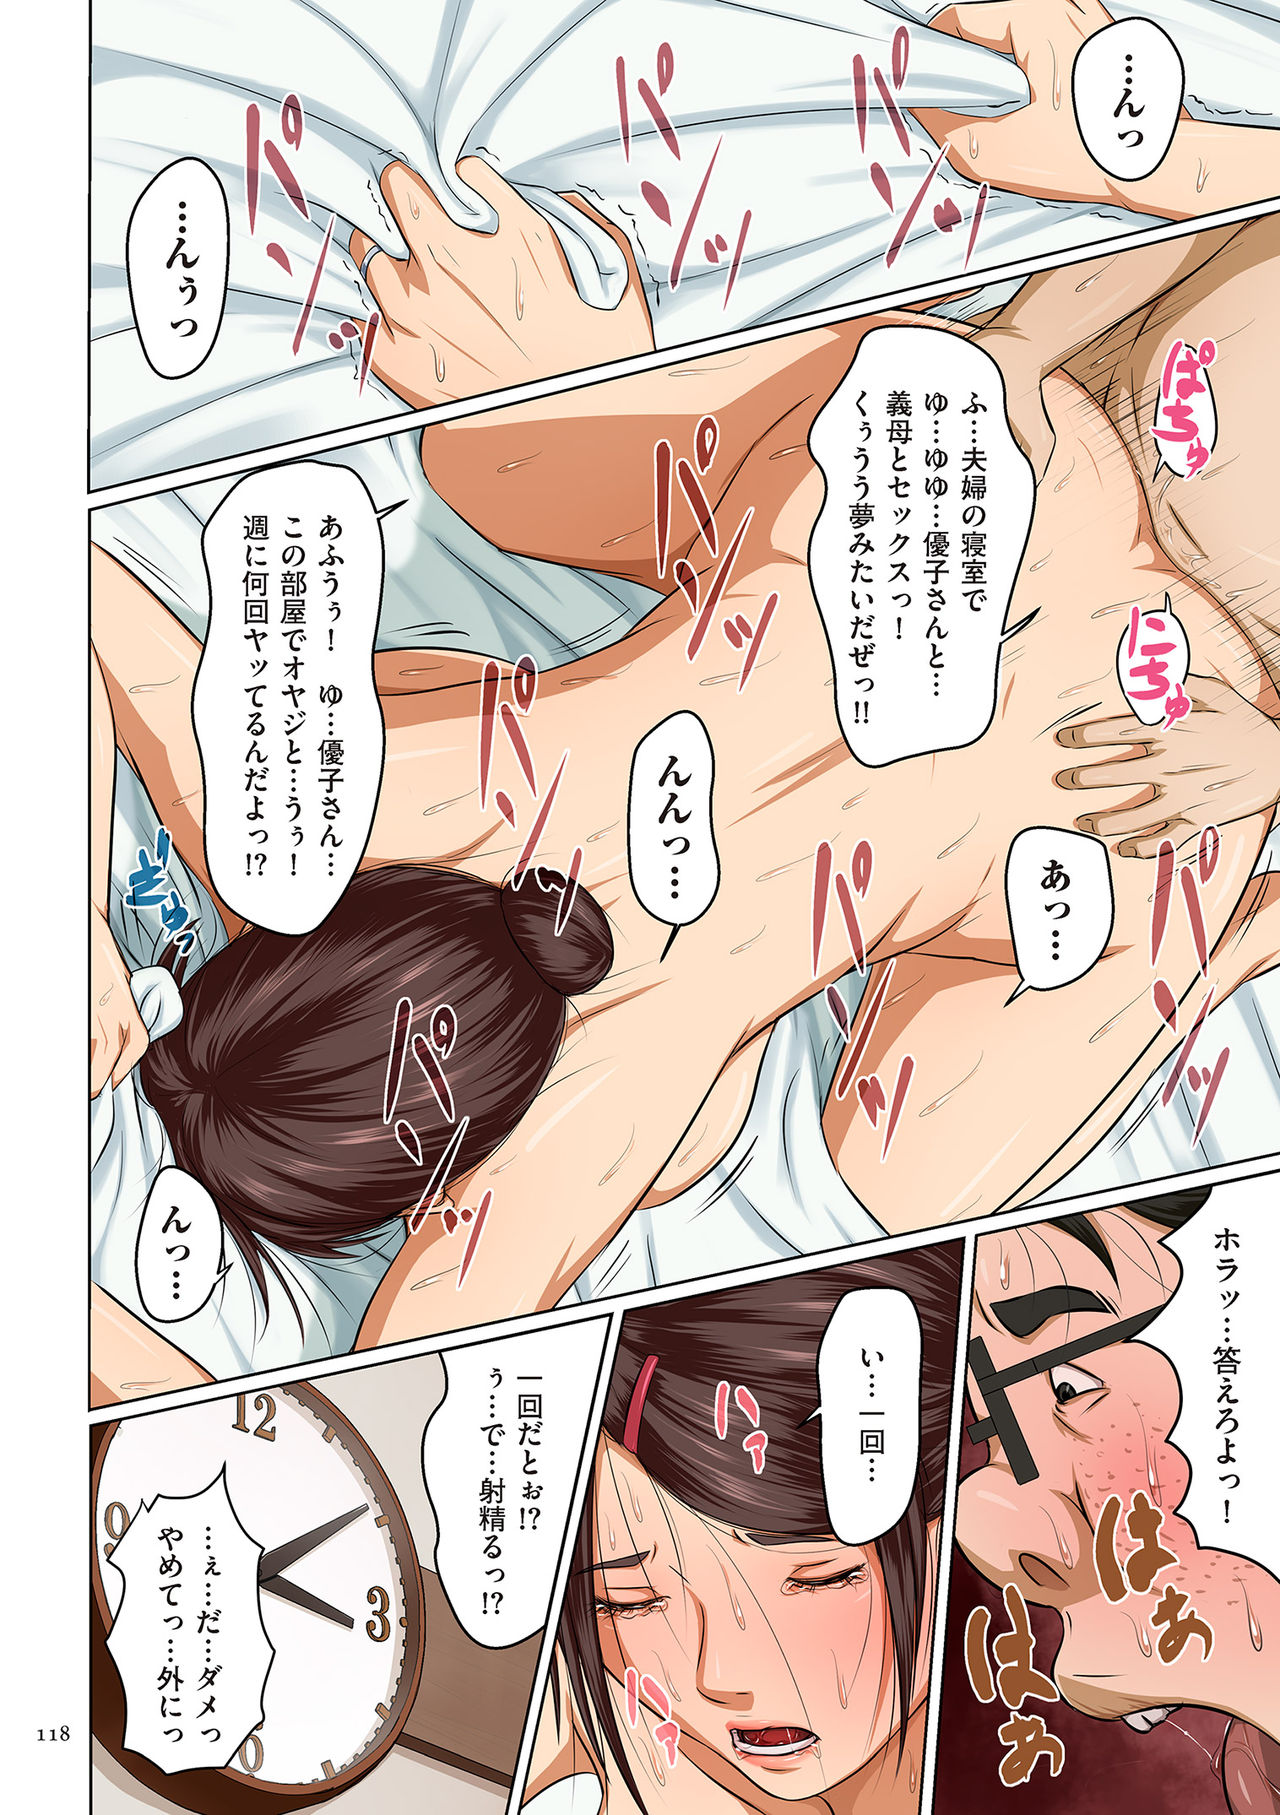 …んっ
パンッ
パンッ
パンッ
…んぅっ
ぱちゅ
ふ…夫婦の寝室で
ゆ…ゆゆ…優子さんと…
義母とセックスっ！
くぅうう夢みたいだぜっ!!
にちゅ
パンッ
パンッ
あふうぅ！　ゆ…優子さん…
この部屋でオヤジと…うぅ！
週に何回ヤッてるんだよっ!?
んんっ…
あっ…
パンッ
パンッ
パンッ
ぎゅっ
んっ…
ホラッ…答えろよっ！
はぁ
はぁ
い…一回…
ハァ
ハァ
一回だとぉ!?
ぅ…で…射精るっ!?
12
3
…ぇ…だ…ダメっ
やめてっ…外にっ
118